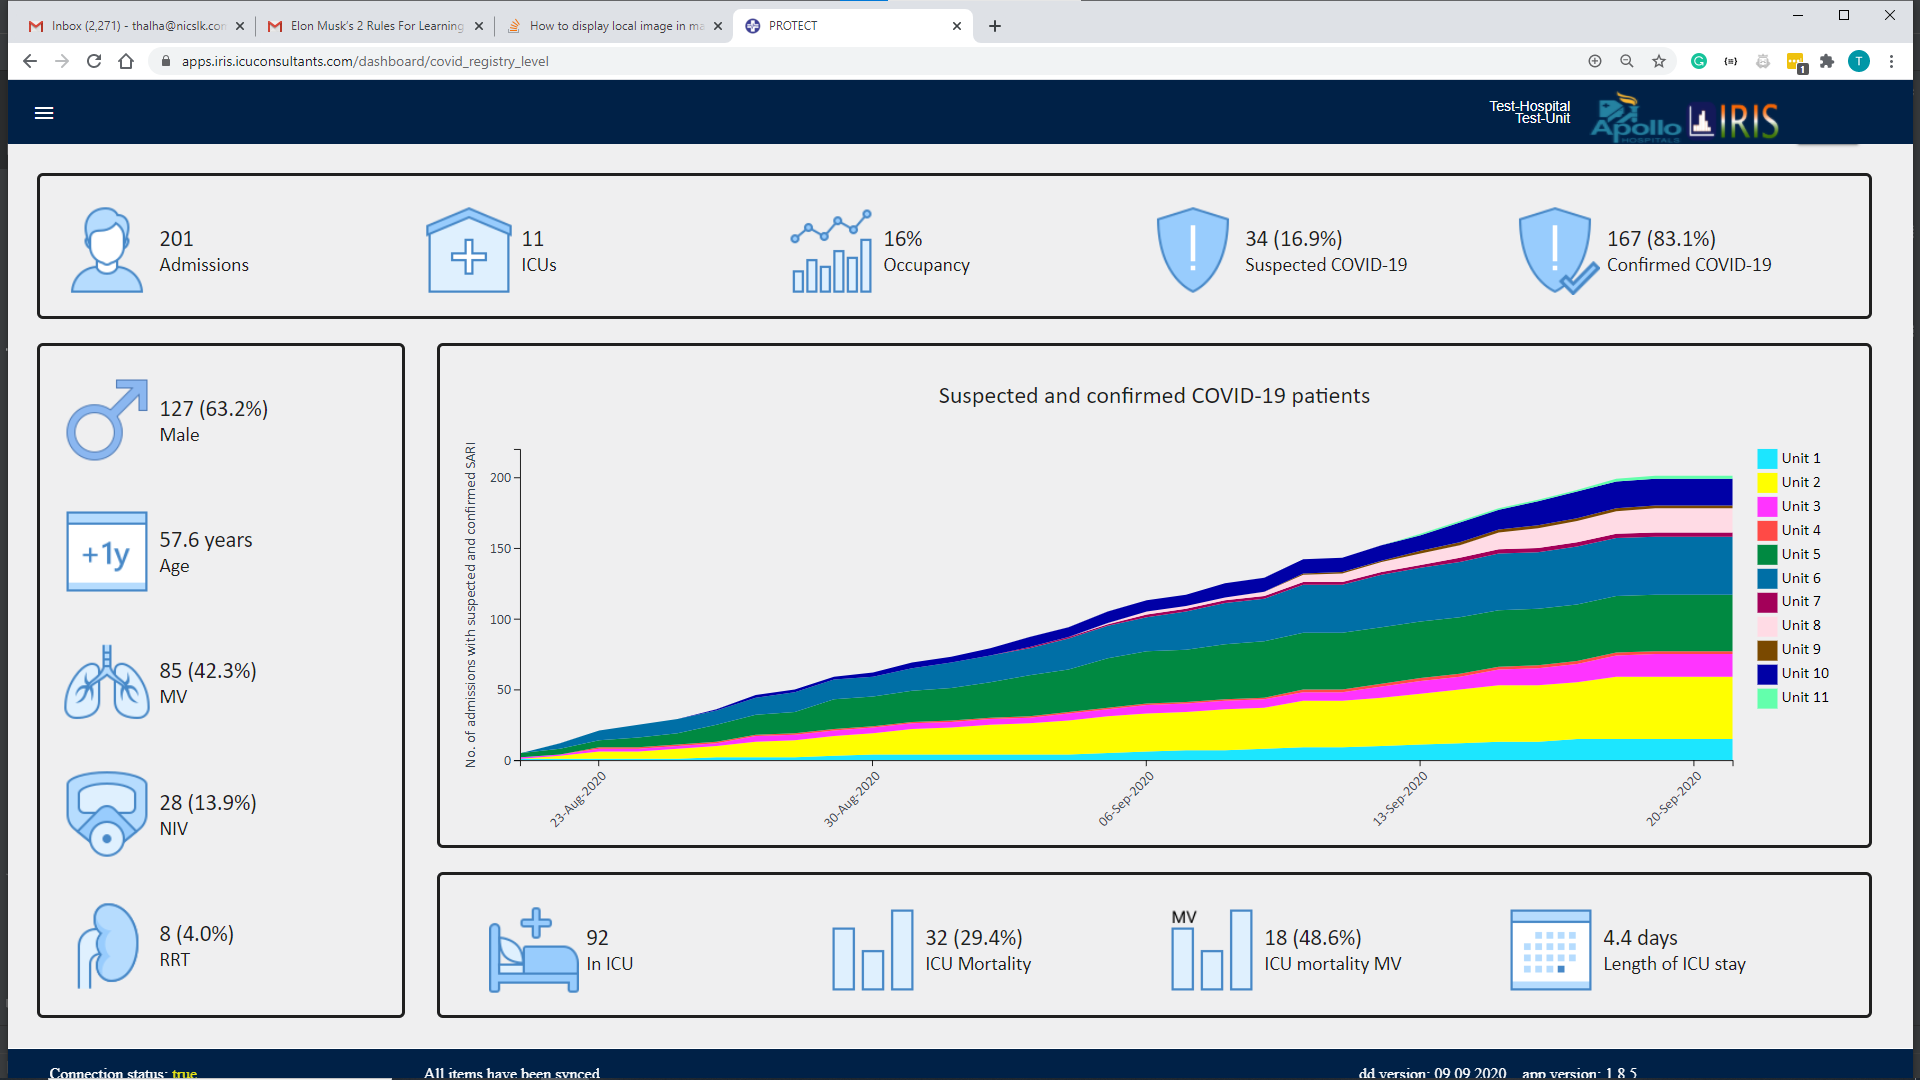 Inbox (2,271) - thalha@nicslk.con
Elon Musk's 2 Rules For Learning
How to display local image in ma
PROTECT
apps.iris.icuconsultants.com/dashboard/covid_registry_level
1
T
Test-Hospital
Test-Unit
Apollo
HOSPITALS
IRIS
201
Admissions
11
ICUs
16%
Occupancy
34 (16.9%)
Suspected COVID-19
167 (83.1%)
Confirmed COVID-19
127 (63.2%)
Male
+1y
57.6 years
Age
85 (42.3%)
MV
28 (13.9%)
NIV
8 (4.0%)
RRT
Suspected and confirmed COVID-19 patients
No. of admissions with suspected and confirmed SARI
200
150
100
50
0
23-Aug-2020
30-Aug-2020
06-Sep-2020
13-Sep-2020
20-Sep-2020
Unit 1
Unit 2
Unit 3
Unit 4
Unit 5
Unit 6
Unit 7
Unit 8
Unit 9
Unit 10
Unit 11
92
In ICU
32 (29.4%)
ICU Mortality
MV
18 (48.6%)
ICU mortality MV
4.4 days
Length of ICU stay
Connection status: true
All items have been synced
dd version: 09.09.2020 app version: 1.8.5